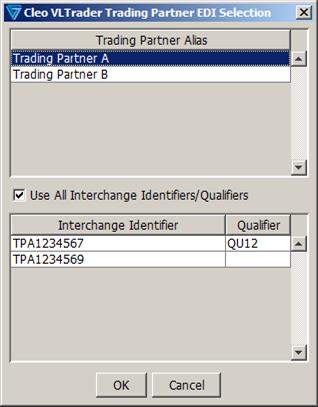 Cleo VLTrader Trading Partner EDI Selection
Trading Partner Alias
Trading Partner A
Trading Partner B
Use All Interchange Identifiers/Qualifiers
Interchange Identifier Qualifier
TPA1234567 QU12
TPA1234569
OK Cancel